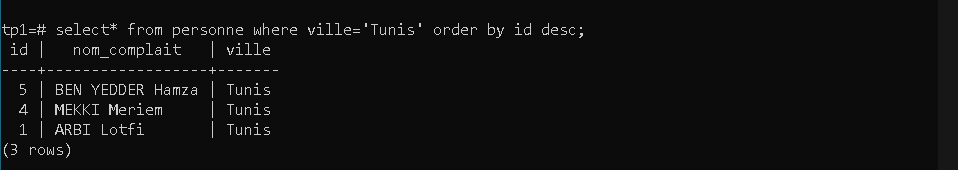 tp1=# select* from personne where ville='Tunis' order by id desc;
 id |   nom_complait   | ville
----+------------------+-------
  5 | BEN YEDDER Hamza | Tunis
  4 | MEKKI Meriem     | Tunis
  1 | ARBI Lotfi       | Tunis
(3 rows)